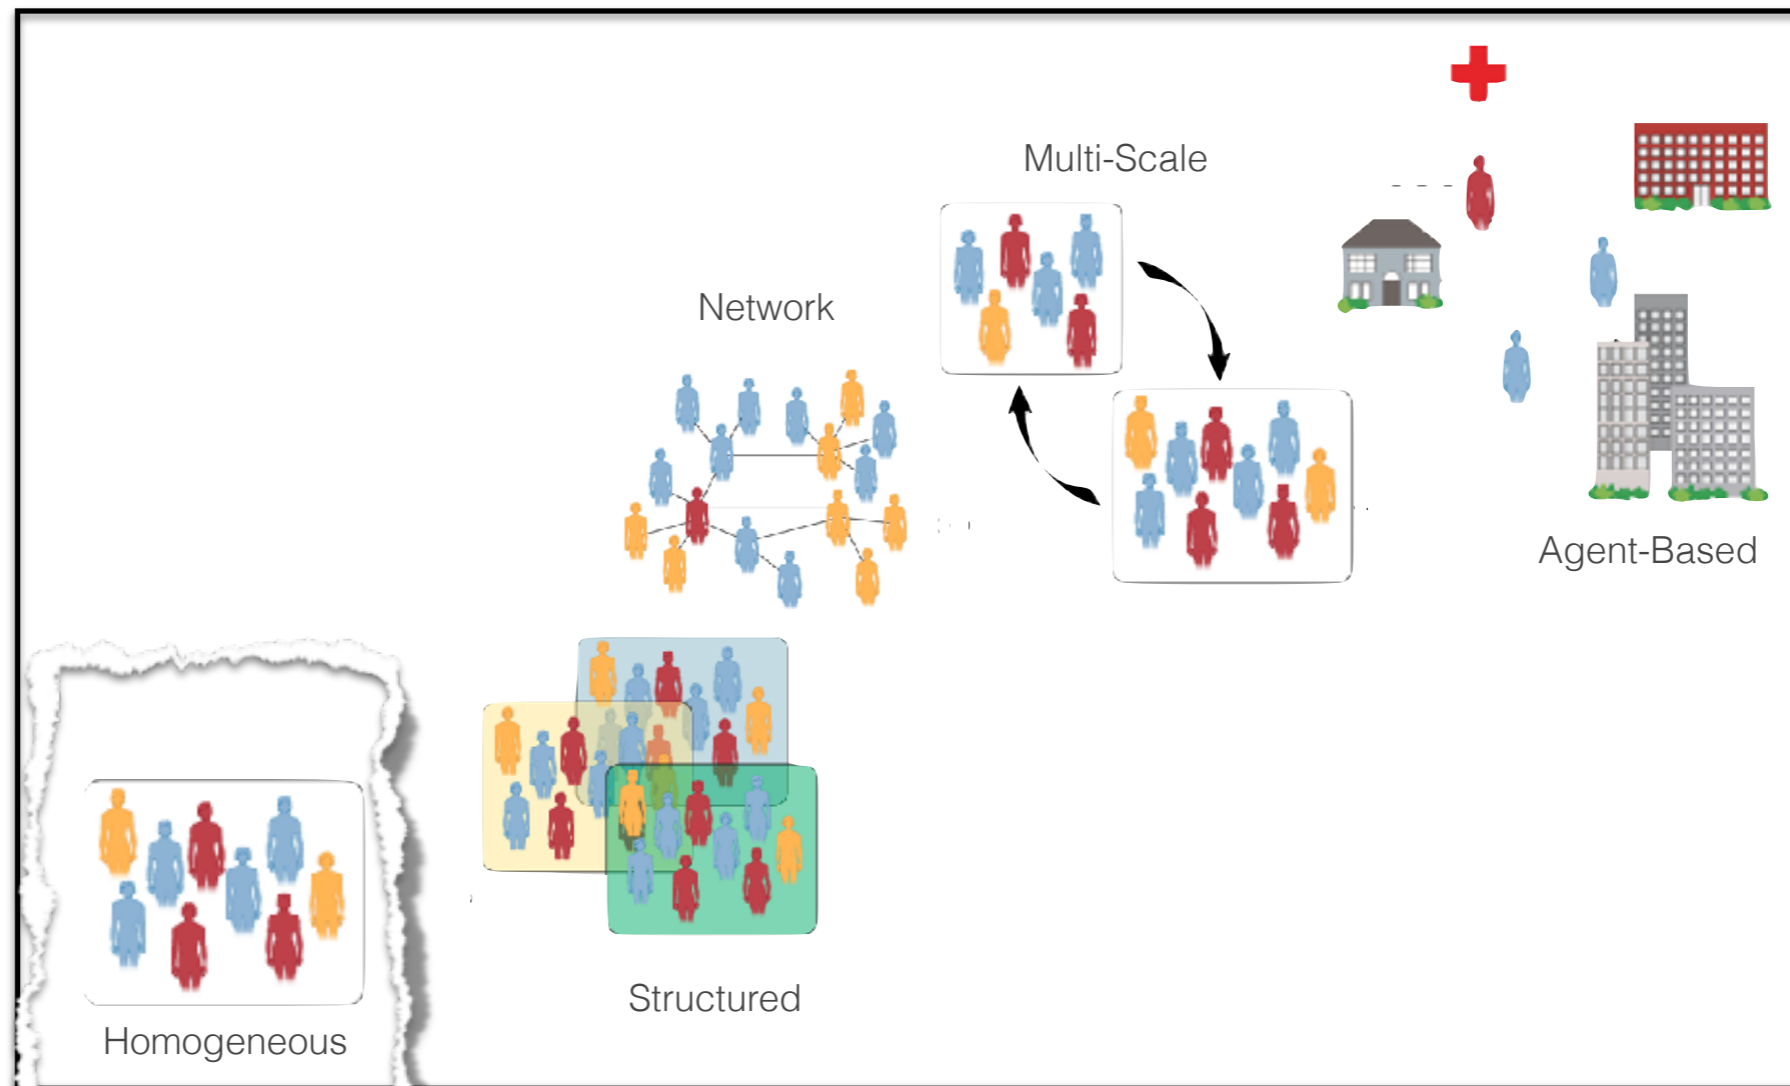 Multi-Scale
Network
Agent-Based
Structured
Homogeneous